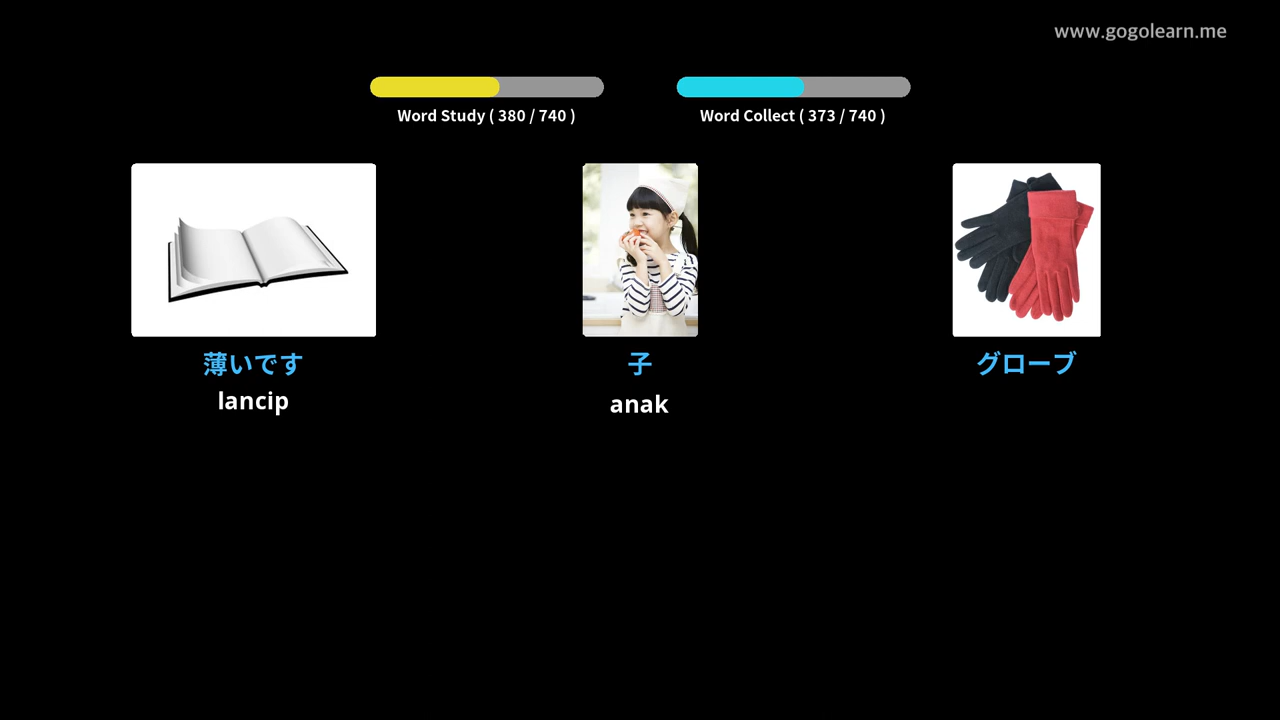 www.gogolearn.me
Word Study ( 380 / 740 )
Word Collect ( 373 / 740 )
薄いです
lancip
子
anak
グローブ